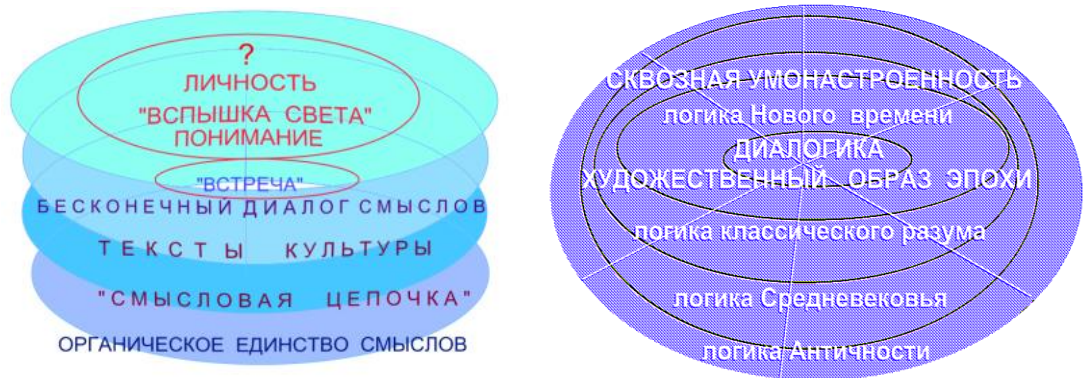 ?
ЛИЧНОСТЬ
"ВСПЫШКА СВЕТА"
ПОНИМАНИЕ
"ВСТРЕЧА"
БЕСКОНЕЧНЫЙ ДИАЛОГ СМЫСЛОВ
ТЕКСТЫ КУЛЬТУРЫ
"СМЫСЛОВАЯ ЦЕПОЧКА"
ОРГАНИЧЕСКОЕ ЕДИНСТВО СМЫСЛОВ
СКВОЗНАЯ УМОНАСТРОЕННОСТЬ
логика Нового времени
ДИАЛОГИКА
ХУДОЖЕСТВЕННЫЙ ОБРАЗ ЭПОХИ
логика классического разума
логика Средневековья
логика Античности